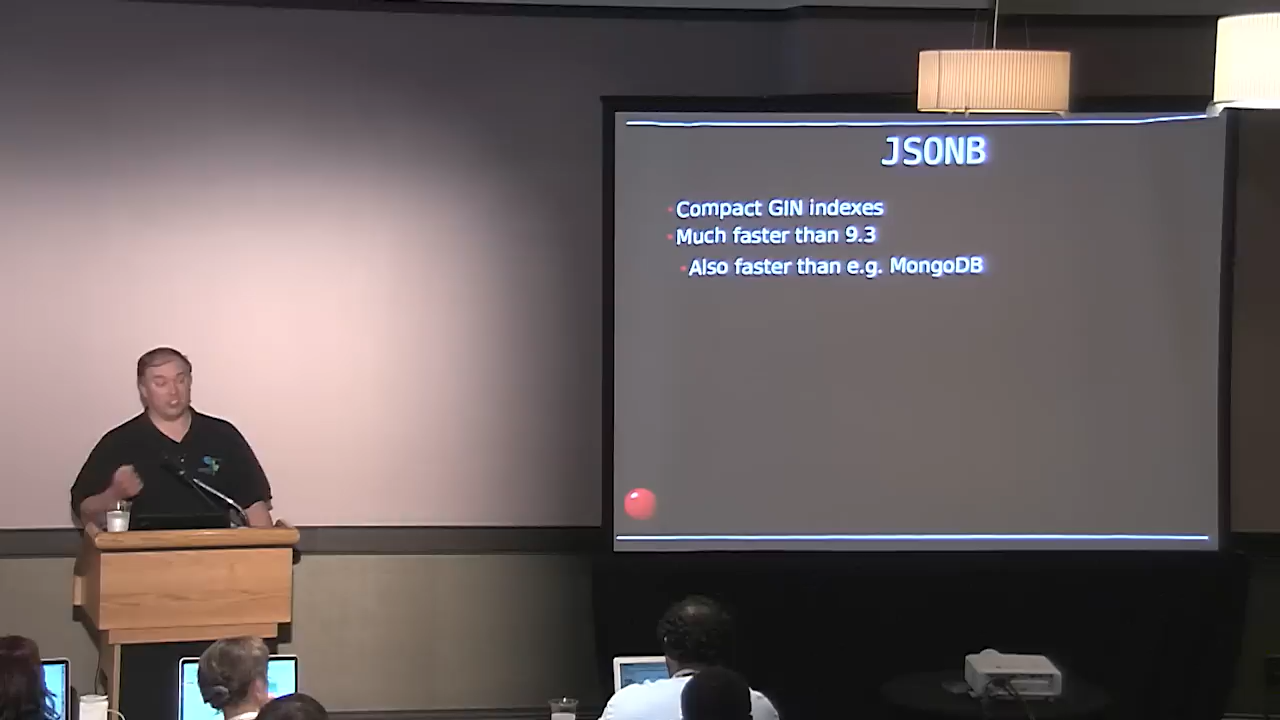 JSONB
Compact GIN indexes
Much faster than 9.3
Also faster than e.g. MongoDB